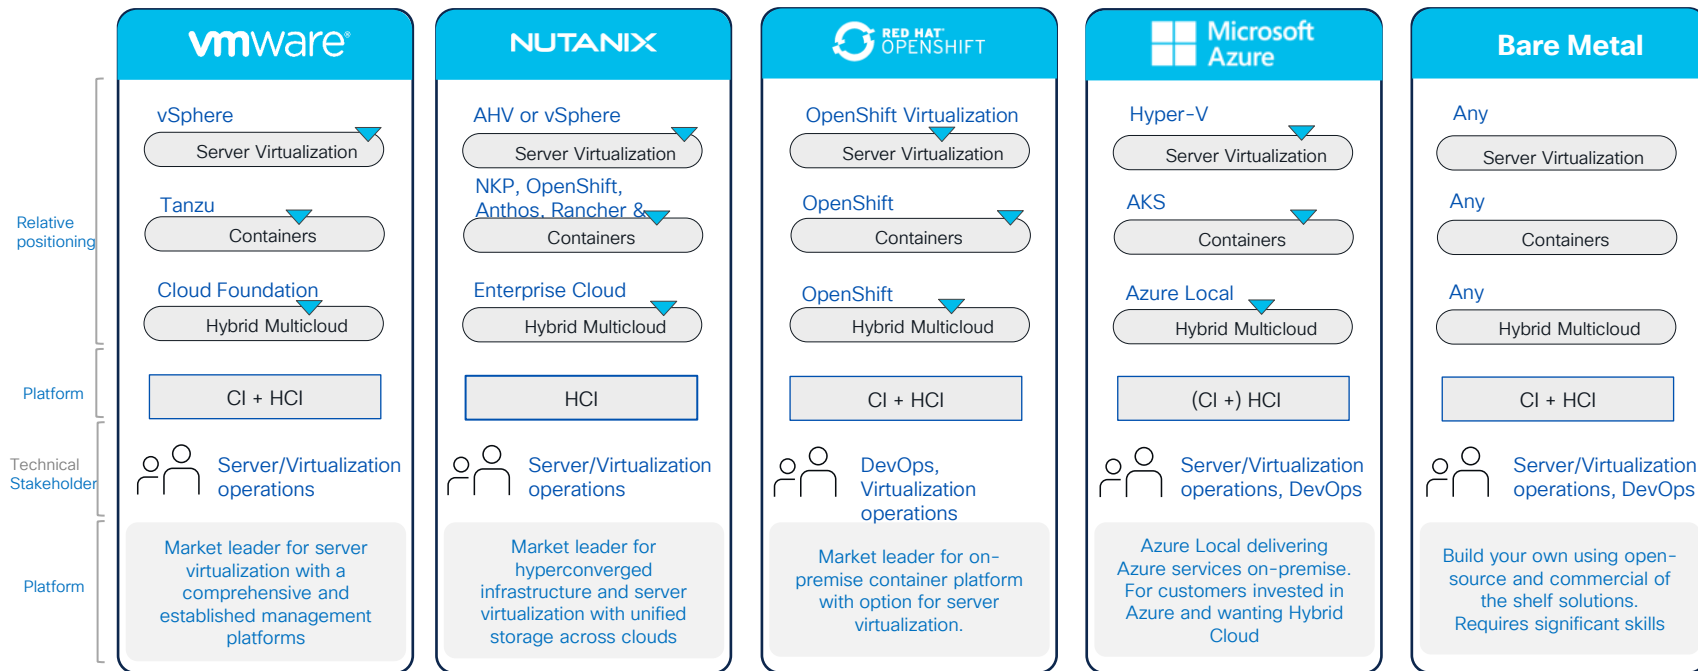 vmware®
NUTANIX
RED HAT®
OPENSHIFT
Microsoft
Azure
Bare Metal
Relative
positioning
vSphere
Server Virtualization
Tanzu
Containers
Cloud Foundation
Hybrid Multicloud
AHV or vSphere
Server Virtualization
NKP, OpenShift,
Anthos, Rancher &
Containers
Enterprise Cloud
Hybrid Multicloud
OpenShift Virtualization
Server Virtualization
OpenShift
Containers
OpenShift
Hybrid Multicloud
Hyper-V
Server Virtualization
AKS
Containers
Azure Local
Hybrid Multicloud
Any
Server Virtualization
Any
Containers
Any
Hybrid Multicloud
Platform
CI + HCI
HCI
CI + HCI
(CI +) HCI
CI + HCI
Technical
Stakeholder
Server/Virtualization
operations
Server/Virtualization
operations
DevOps,
Virtualization
operations
Server/Virtualization
operations, DevOps
Server/Virtualization
operations, DevOps
Platform
Market leader for server
virtualization with a
comprehensive and
established management
platforms
Market leader for
hyperconverged
infrastructure and server
virtualization with unified
storage across clouds
Market leader for on-
premise container platform
with option for server
virtualization.
Azure Local delivering
Azure services on-premise.
For customers invested in
Azure and wanting Hybrid
Cloud
Build your own using open-
source and commercial of
the shelf solutions.
Requires significant skills